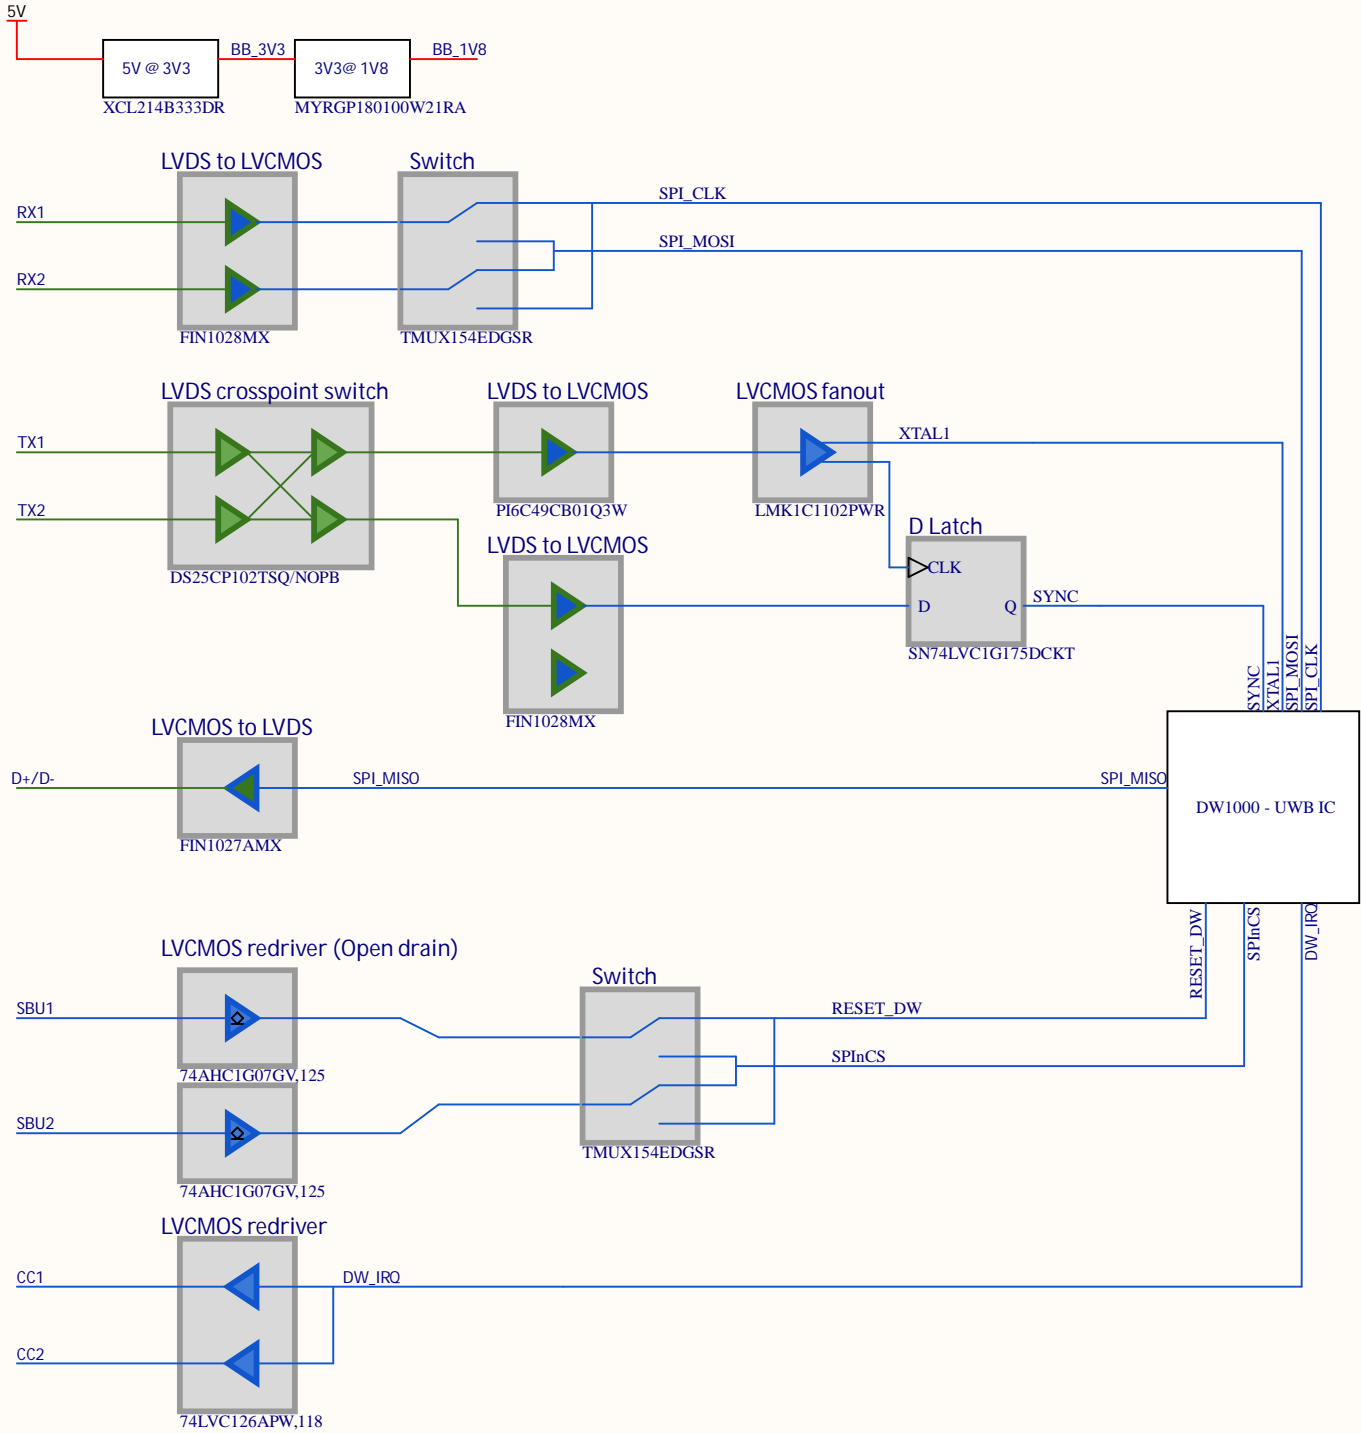 5V
5V @ 3V3
BB_3V3
3V3@ 1V8
BB_1V8
XCL214B333DR
MYRGP180100W21RA
LVDS to LVCMOS
Switch
RX1
SPI_CLK
SPI_MOSI
RX2
FIN1028MX
TMUX154EDGSR
LVDS crosspoint switch
LVDS to LVCMOS
LVCMOS fanout
TX1
XTAL1
TX2
PI6C49CB01Q3W
LMK1C1102PWR
DS25CP102TSQ/NOPB
LVDS to LVCMOS
D Latch
CLK
D
Q
SYNC
SN74LVC1G175DCKT
FIN1028MX
SYNC
XTAL1
SPI_MOSI
SPI_CLK
LVCMOS to LVDS
D+/D-
SPI_MISO
SPI_MISO
DW1000 - UWB IC
FIN1027AMX
RESET_DW
SPInCS
DW_IRQ
LVCMOS redriver (Open drain)
Switch
SBU1
RESET_DW
SPInCS
74AHC1G07GV,125
SBU2
TMUX154EDGSR
74AHC1G07GV,125
LVCMOS redriver
CC1
DW_IRQ
CC2
74LVC126APW,118